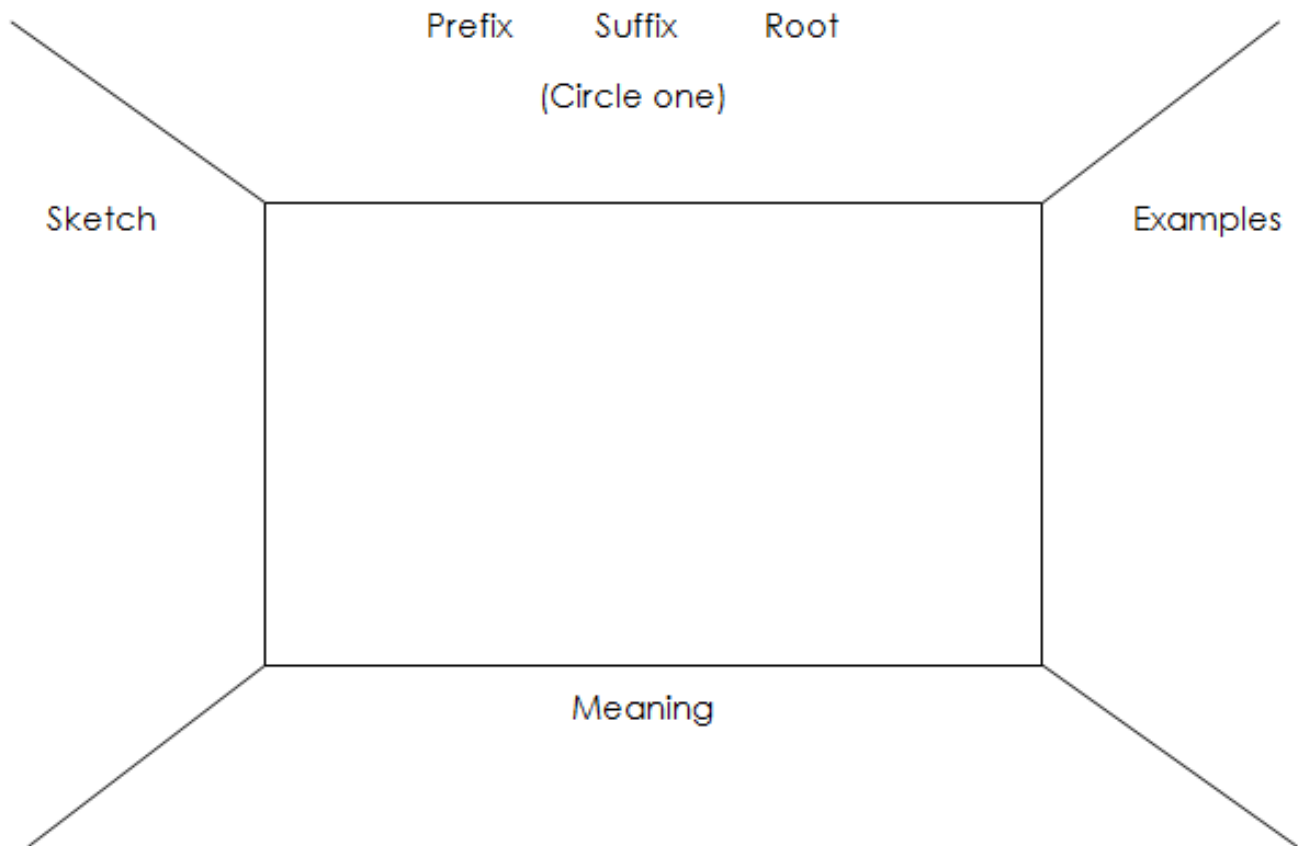 Prefix Suffix Root
(Circle one)
Sketch
Examples
Meaning